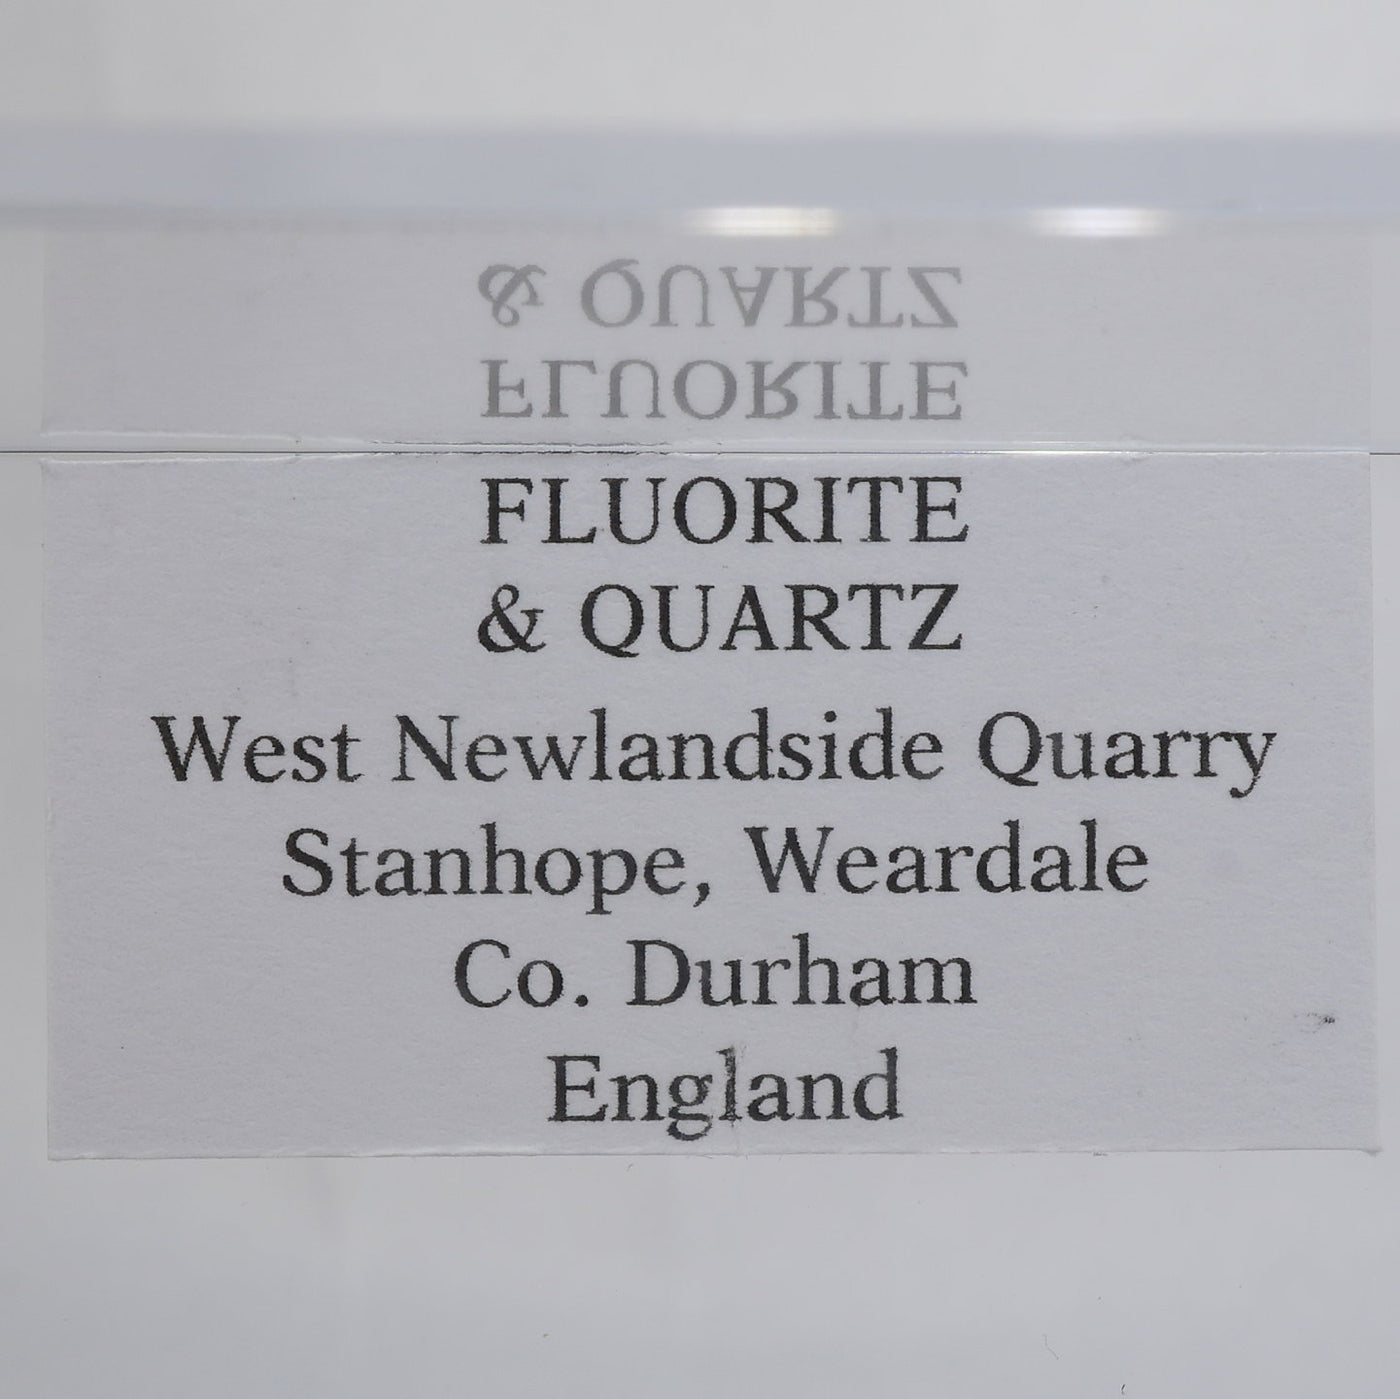 FLUORITE
& QUARTZ
West Newlandside Quarry
Stanhope, Weardale
Co. Durham
England